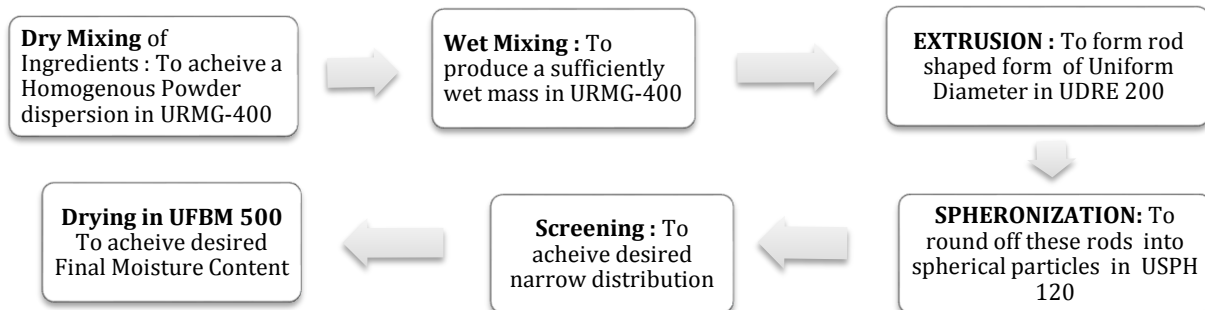 Dry Mixing of
Ingredients : To acheive a
Homogenous Powder
dispersion in URMG-400
Wet Mixing : To
produce a sufficiently
wet mass in URMG-400
EXTRUSION : To form rod
shaped form of Uniform
Diameter in UDRE 200
SPHERONIZATION: To
round off these rods into
spherical particles in USPH
120
Screening : To
acheive desired
narrow distribution
Drying in UFBM 500
To acheive desired
Final Moisture Content